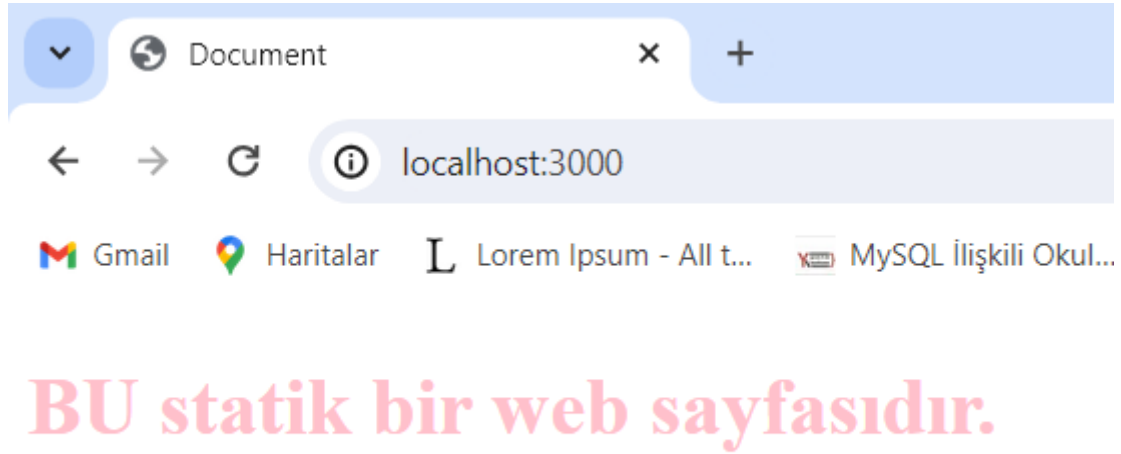 Document
localhost:3000
Gmail Haritalar L Lorem Ipsum - All t... MySQL İlişkili Okul...
BU statik bir web sayfasıdır.